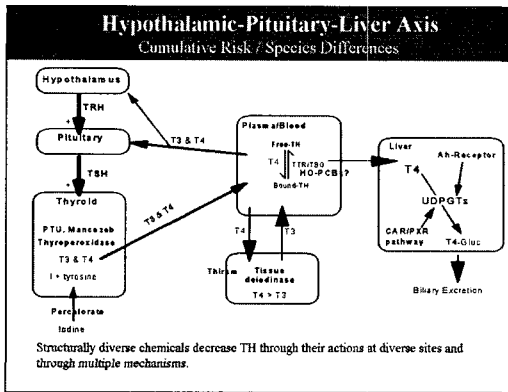 Hypothalamic-Pituitary-Liver Axis
Cumulative Risk / Species Differences
Hypothalamus
TRH
+
Pituitary
T3 & T4
TSH
+
Thyroid
PTU, Mancozeb
Thyroperoxidase
T3 & T4
I + tyrosine
Perchlorate
Iodine
T3 & T4
Plasma/Blood
Free-TH
T4
TTR/TBG
HO-PCBs?
Bound-TH
T4
T3
Thiram
Tissue
deiodinase
T4 > T3
Liver
T4
Ah-Receptor
UDPGTs
CAR/PXR
pathway
T4-Gluc
Biliary Excretion
Structurally diverse chemicals decrease TH through their actions at diverse sites and
through multiple mechanisms.